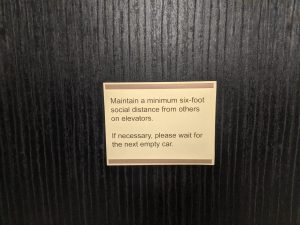 Maintain a minimum six-foot
social distance from others
on elevators.
If necessary, please wait for
the next empty car.